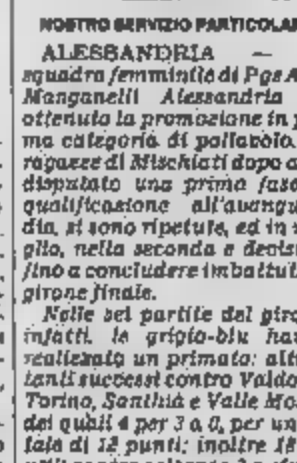 NOSTRO SERVIZIO PARTICOLA
ALESSANDRIA —
squadra femminile di Pgs A
Manganelli Alessandria
ottenuto la promozione in p
ma categoria di pallavolo.
ragazze di Mischiati dopo a
disputato una prima fase
qualificazione all'avangu
dia, si sono ripetute, ed in
glio, nella seconda e decisi
fino a concludere imbattut
girone finale.
Nelle sei partite del giro
infatti, le grigio-blu ha
realizzato un primato: alt
tanti successi contro Valdo
Torino, Santhià e Valle Mo
dei quali 4 per 3 a 0, per un
tale di 12 punti; inoltre 18